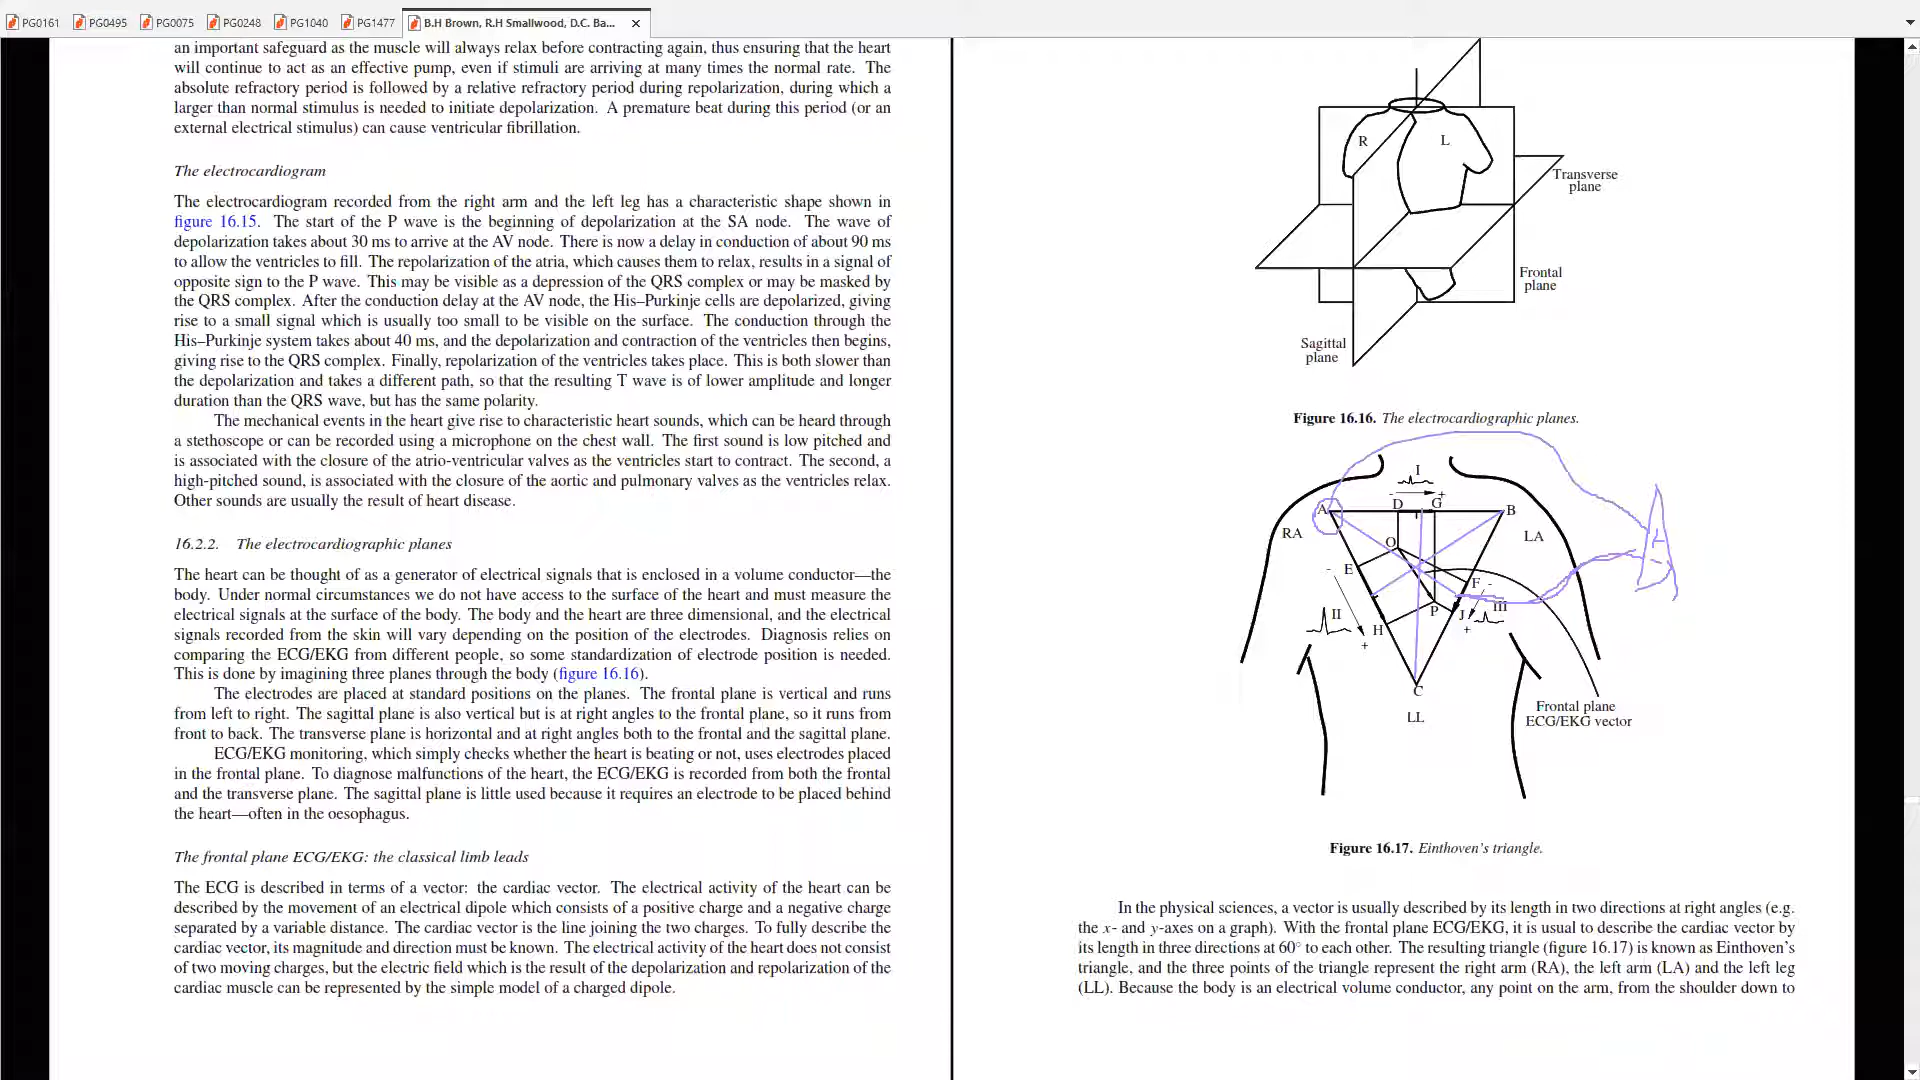 PG0161
PG0495
PG0075
PG0248
PG1040
PG1477
B.H Brown, R.H Smallwood, D.C. Ba...
an important safeguard as the muscle will always relax before contracting again, thus ensuring that the heart
will continue to act as an effective pump, even if stimuli are arriving at many times the normal rate. The
absolute refractory period is followed by a relative refractory period during repolarization, during which a
larger than normal stimulus is needed to initiate depolarization. A premature beat during this period (or an
external electrical stimulus) can cause ventricular fibrillation.
The electrocardiogram
The electrocardiogram recorded from the right arm and the left leg has a characteristic shape shown in
figure 16.15. The start of the P wave is the beginning of depolarization at the SA node. The wave of
depolarization takes about 30 ms to arrive at the AV node. There is now a delay in conduction of about 90 ms
to allow the ventricles to fill. The repolarization of the atria, which causes them to relax, results in a signal of
opposite sign to the P wave. This may be visible as a depression of the QRS complex or may be masked by
the QRS complex. After the conduction delay at the AV node, the His–Purkinje cells are depolarized, giving
rise to a small signal which is usually too small to be visible on the surface. The conduction through the
His–Purkinje system takes about 40 ms, and the depolarization and contraction of the ventricles then begins,
giving rise to the QRS complex. Finally, repolarization of the ventricles takes place. This is both slower than
the depolarization and takes a different path, so that the resulting T wave is of lower amplitude and longer
duration than the QRS wave, but has the same polarity.
The mechanical events in the heart give rise to characteristic heart sounds, which can be heard through
a stethoscope or can be recorded using a microphone on the chest wall. The first sound is low pitched and
is associated with the closure of the atrio-ventricular valves as the ventricles start to contract. The second, a
high-pitched sound, is associated with the closure of the aortic and pulmonary valves as the ventricles relax.
Other sounds are usually the result of heart disease.
16.2.2. The electrocardiographic planes
The heart can be thought of as a generator of electrical signals that is enclosed in a volume conductor—the
body. Under normal circumstances we do not have access to the surface of the heart and must measure the
electrical signals at the surface of the body. The body and the heart are three dimensional, and the electrical
signals recorded from the skin will vary depending on the position of the electrodes. Diagnosis relies on
comparing the ECG/EKG from different people, so some standardization of electrode position is needed.
This is done by imagining three planes through the body (figure 16.16).
The electrodes are placed at standard positions on the planes. The frontal plane is vertical and runs
from left to right. The sagittal plane is also vertical but is at right angles to the frontal plane, so it runs from
front to back. The transverse plane is horizontal and at right angles both to the frontal and the sagittal plane.
ECG/EKG monitoring, which simply checks whether the heart is beating or not, uses electrodes placed
in the frontal plane. To diagnose malfunctions of the heart, the ECG/EKG is recorded from both the frontal
and the transverse plane. The sagittal plane is little used because it requires an electrode to be placed behind
the heart—often in the oesophagus.
The frontal plane ECG/EKG: the classical limb leads
The ECG is described in terms of a vector: the cardiac vector. The electrical activity of the heart can be
described by the movement of an electrical dipole which consists of a positive charge and a negative charge
separated by a variable distance. The cardiac vector is the line joining the two charges. To fully describe the
cardiac vector, its magnitude and direction must be known. The electrical activity of the heart does not consist
of two moving charges, but the electric field which is the result of the depolarization and repolarization of the
cardiac muscle can be represented by the simple model of a charged dipole.
R
L
Transverse
plane
Frontal
plane
Sagittal
plane
Figure 16.16. The electrocardiographic planes.
I
- +
A
D
G
B
RA
LA
O
E
F
-
-
P
J
III
II
H
+
+
C
LL
Frontal plane
ECG/EKG vector
Figure 16.17. Einthoven's triangle.
In the physical sciences, a vector is usually described by its length in two directions at right angles (e.g.
the x- and y-axes on a graph). With the frontal plane ECG/EKG, it is usual to describe the cardiac vector by
its length in three directions at 60° to each other. The resulting triangle (figure 16.17) is known as Einthoven's
triangle, and the three points of the triangle represent the right arm (RA), the left arm (LA) and the left leg
(LL). Because the body is an electrical volume conductor, any point on the arm, from the shoulder down to